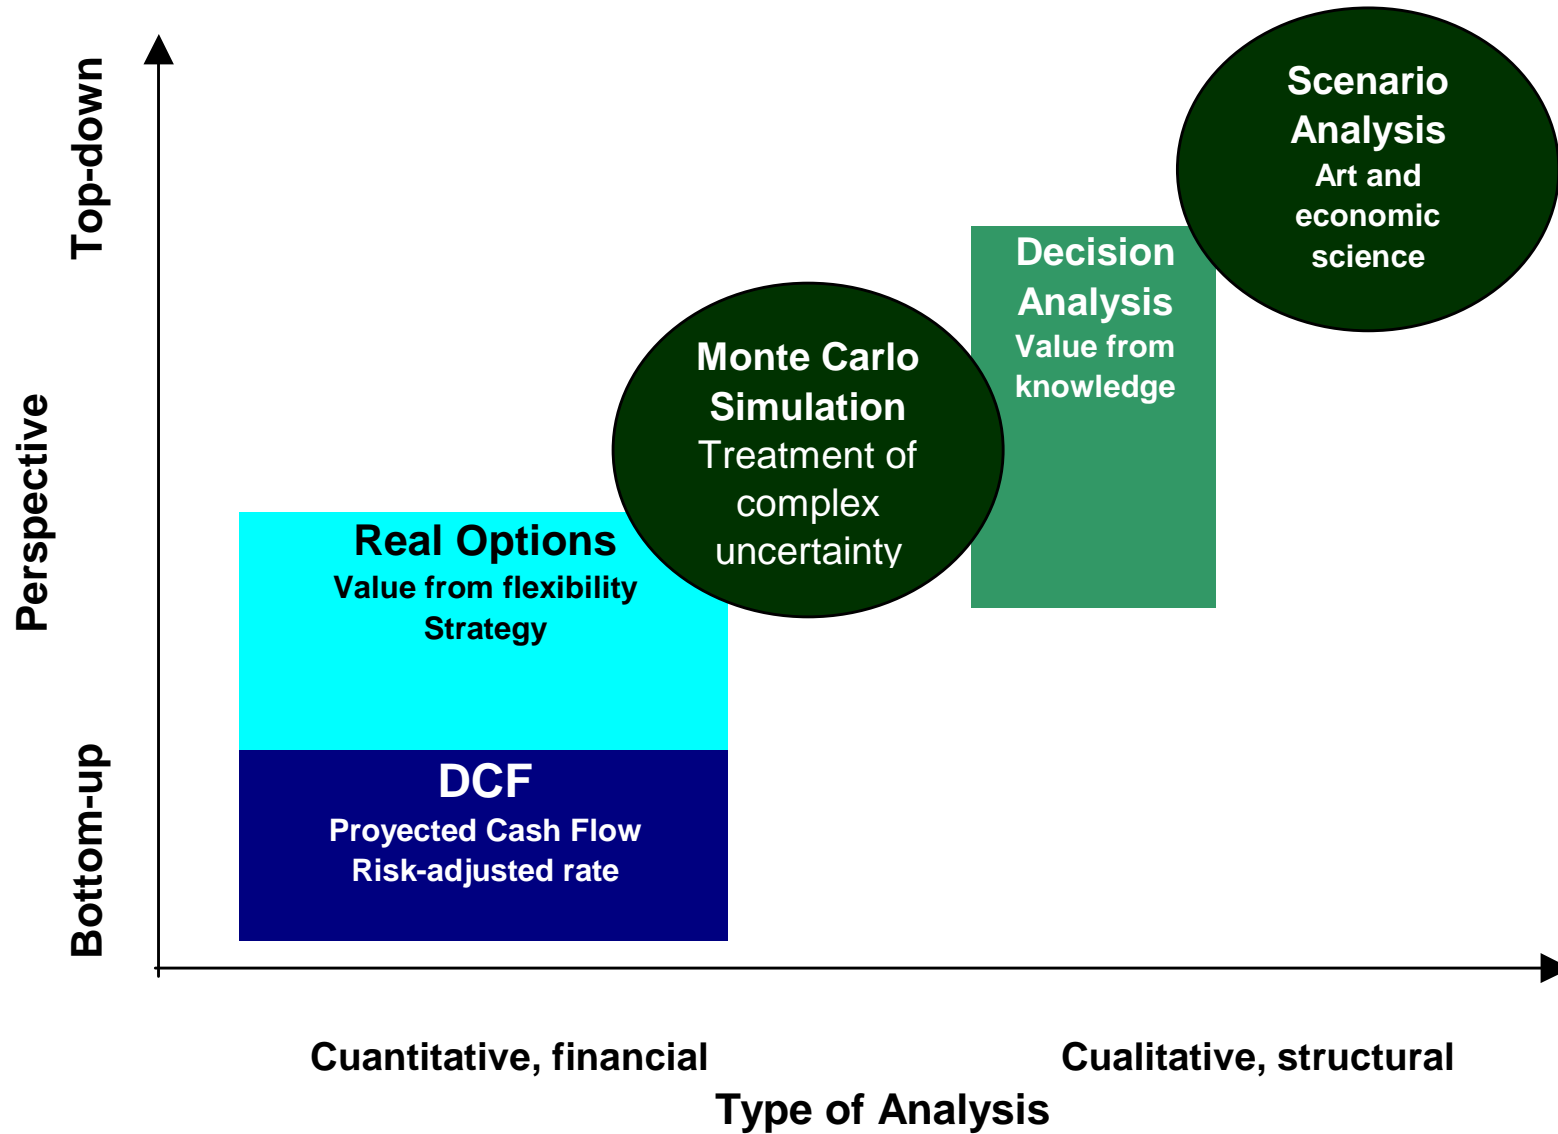 Top-down
Perspective
Bottom-up
Scenario
Analysis
Art and
economic
science
Decision
Analysis
Value from
knowledge
Monte Carlo
Simulation
Treatment of
complex
uncertainty
Real Options
Value from flexibility
Strategy
DCF
Proyected Cash Flow
Risk-adjusted rate
Cuantitative, financial
Cualitative, structural
Type of Analysis